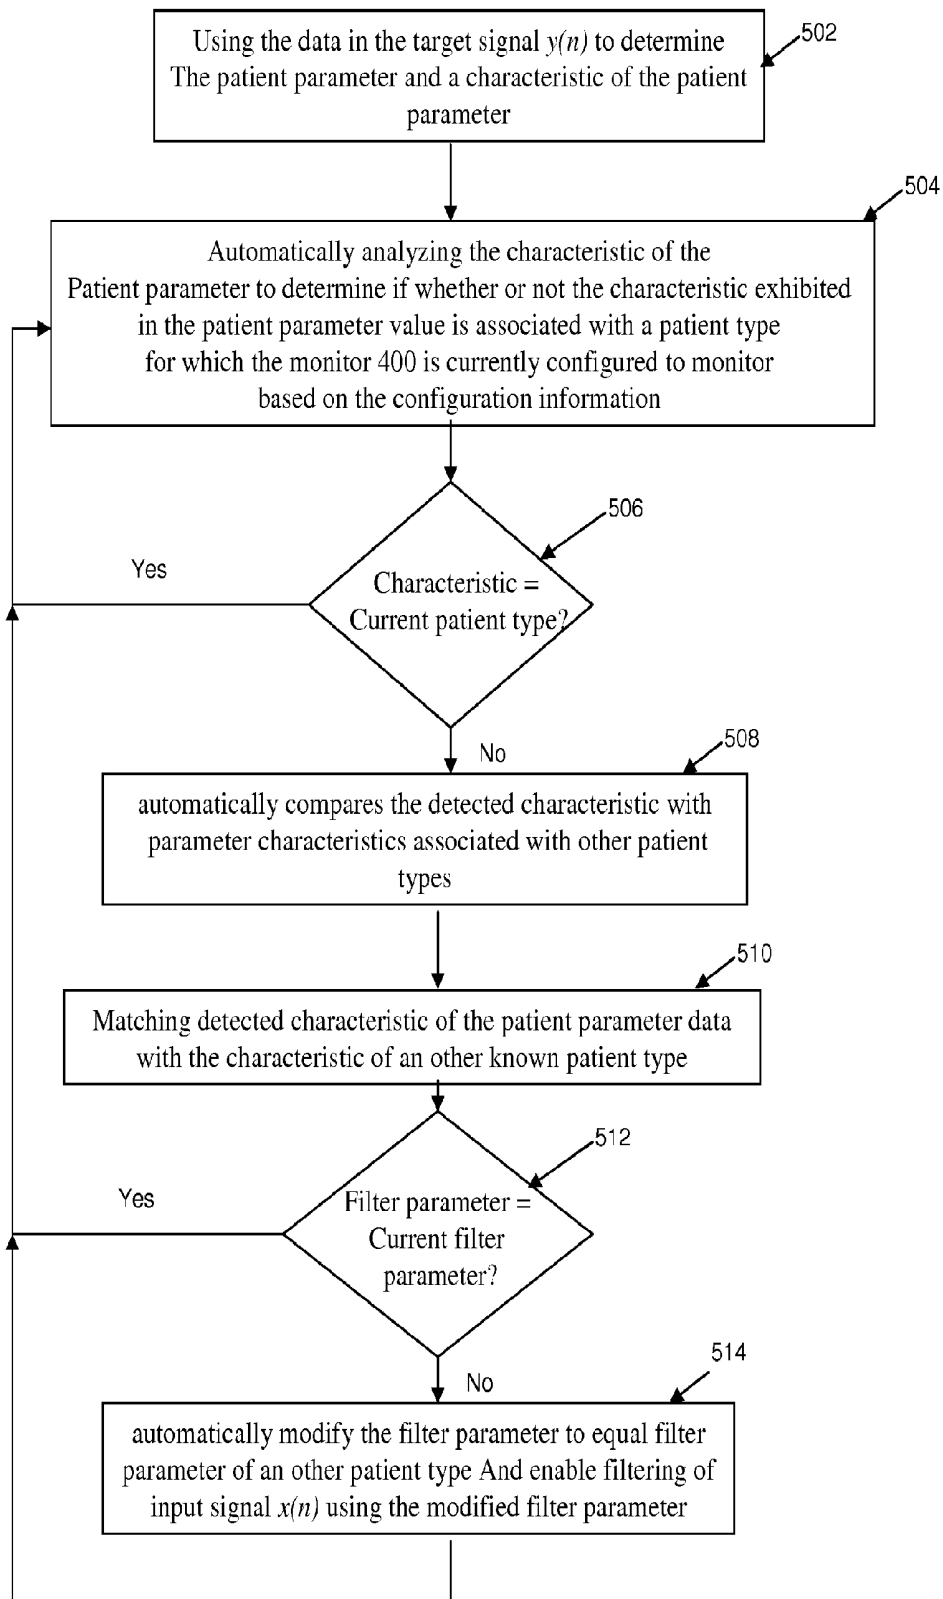 Using the data in the target signal y(n) to determine
The patient parameter and a characteristic of the patient
parameter
502
504
Automatically analyzing the characteristic of the
Patient parameter to determine if whether or not the characteristic exhibited
in the patient parameter value is associated with a patient type
for which the monitor 400 is currently configured to monitor
based on the configuration information
506
Yes
Characteristic =
Current patient type?
No
508
automatically compares the detected characteristic with
parameter characteristics associated with other patient
types
510
Matching detected characteristic of the patient parameter data
with the characteristic of an other known patient type
512
Yes
Filter parameter =
Current filter
parameter?
No
514
automatically modify the filter parameter to equal filter
parameter of an other patient type And enable filtering of
input signal x(n) using the modified filter parameter